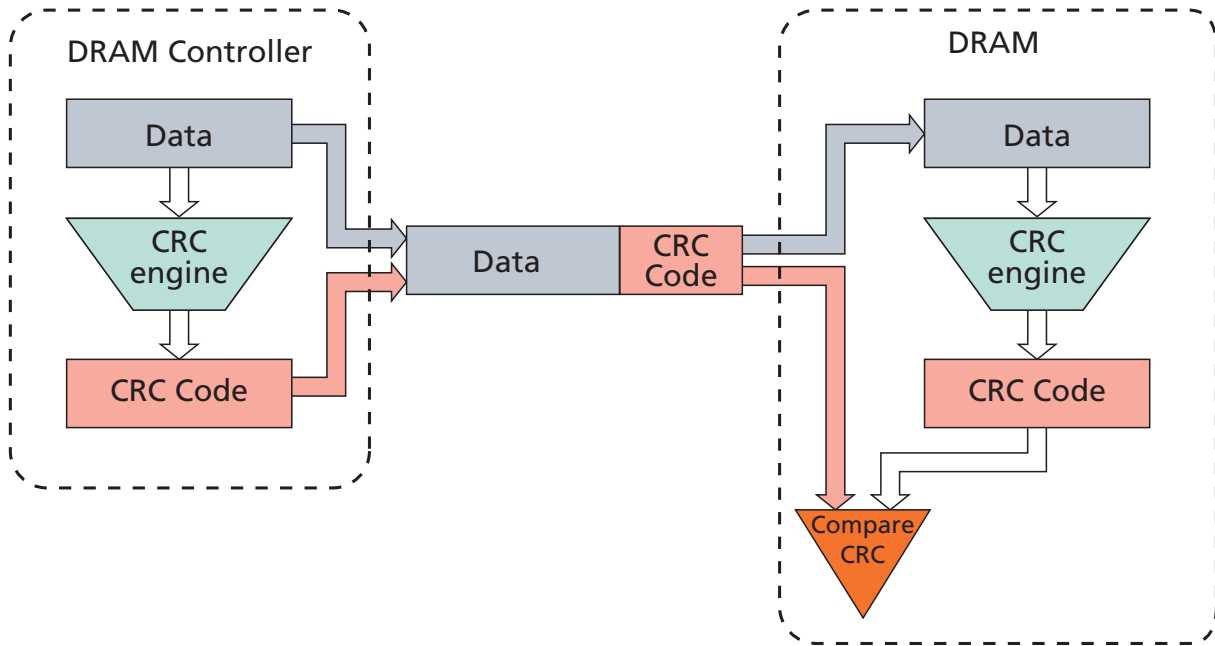 DRAM Controller
Data
CRC
engine
CRC Code
Data
CRC
Code
DRAM
Data
CRC
engine
CRC Code
Compare
CRC